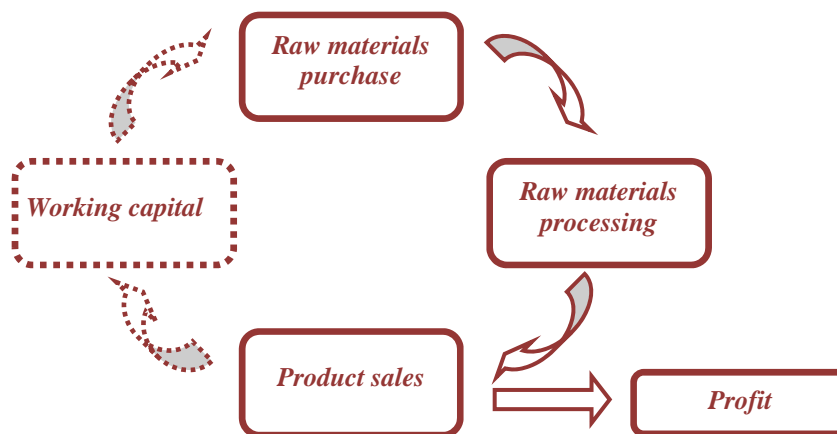 Raw materials
purchase
Working capital
Raw materials
processing
Product sales
Profit